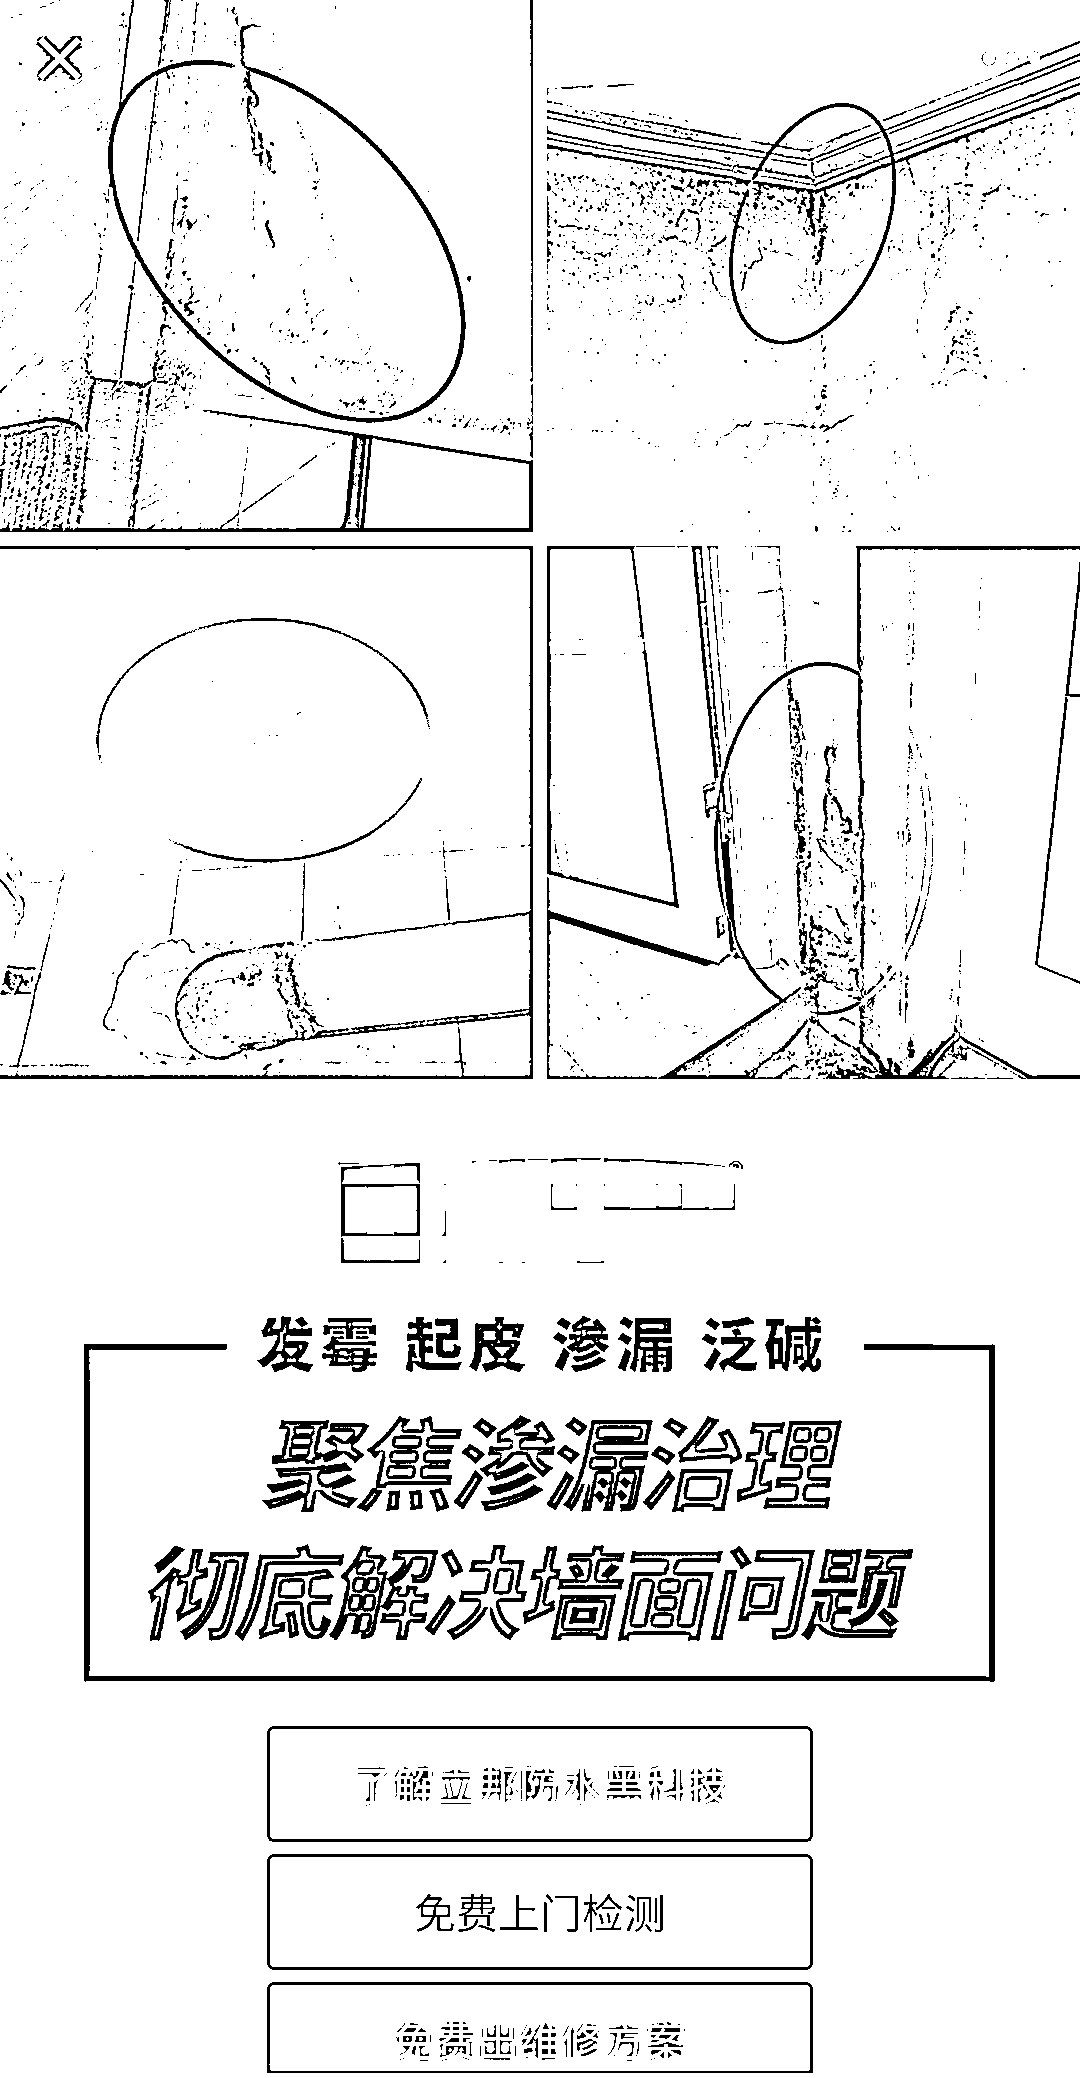 发霉 起皮 渗漏 泛碱
聚焦渗漏治理
彻底解决墙面问题
了解立邦防水黑科技
免费上门检测
免费出维修方案